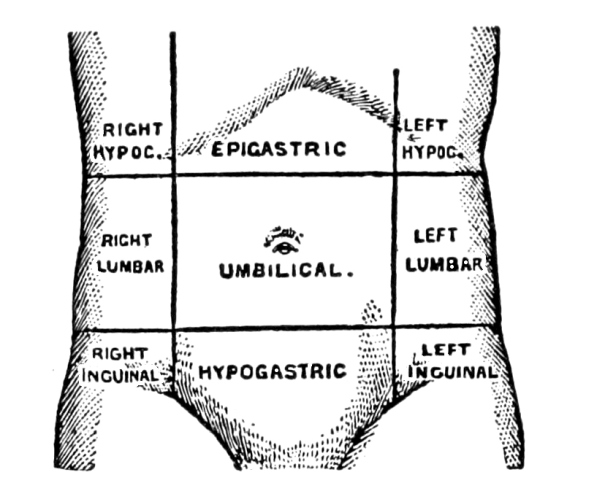 RIGHT
HYPOC.
EPIGASTRIC
LEFT
HYPOC.
RIGHT
LUMBAR
UMBILICAL.
LEFT
LUMBAR
RIGHT
INGUINAL
HYPOGASTRIC
LEFT
INGUINAL